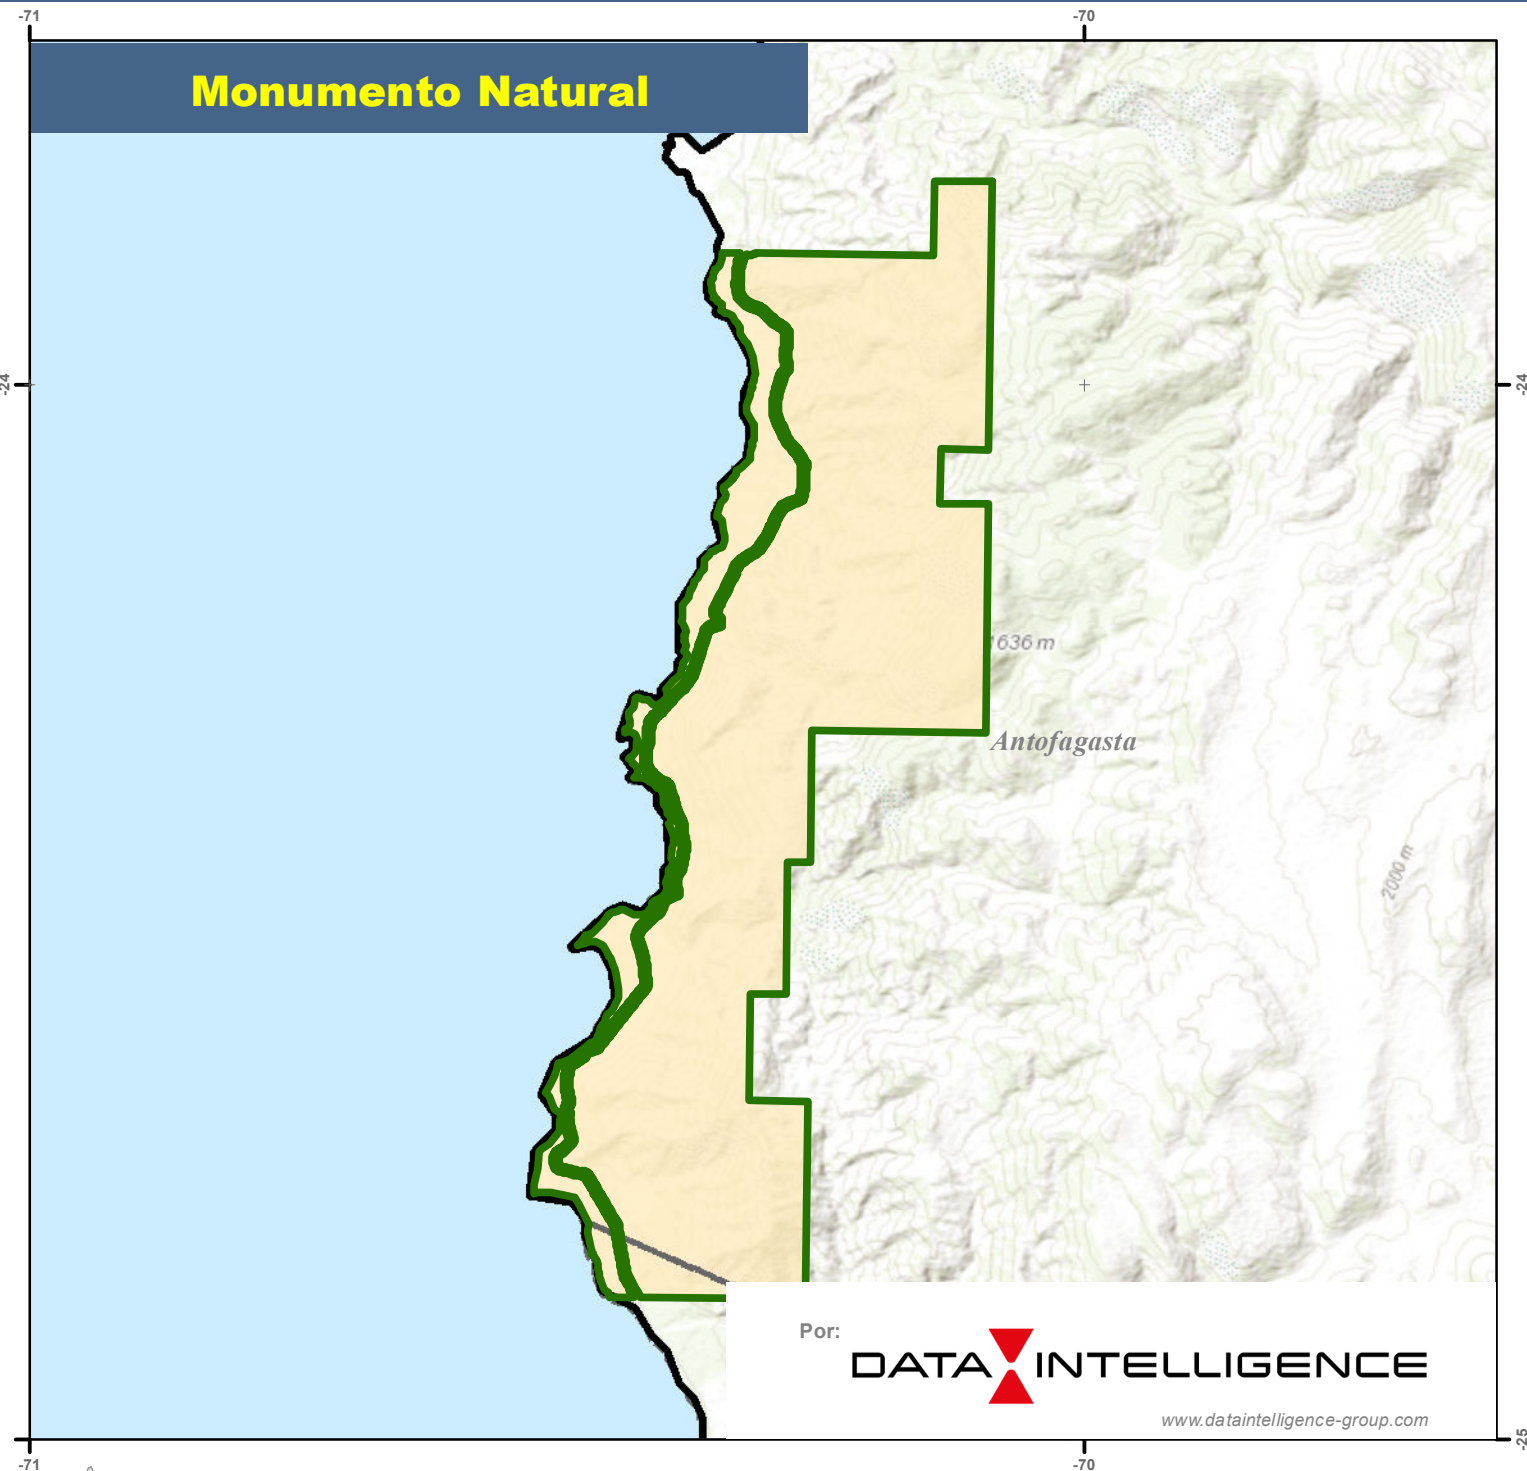 -71
-70
Monumento Natural
-24
-24
1636 m
Antofagasta
2000 m
Por:
DATA INTELLIGENCE
www.dataintelligence-group.com
-25
-71
-70